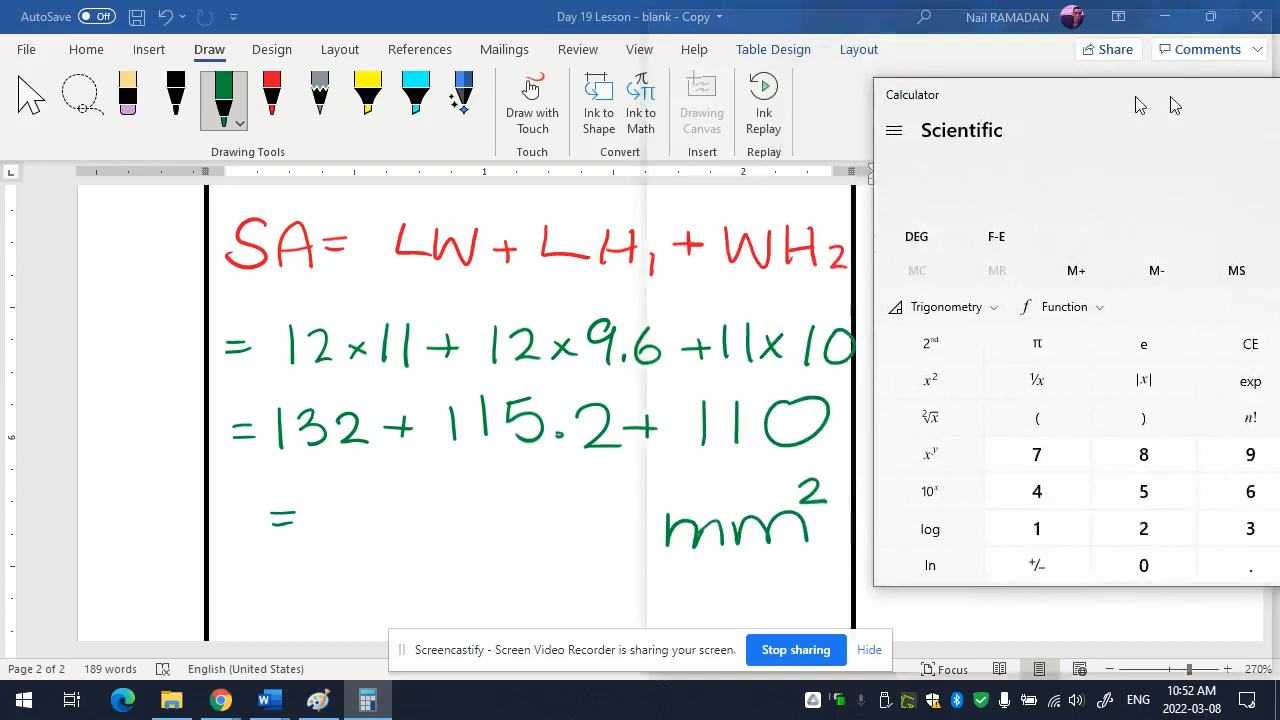 AutoSave Off Day 19 Lesson - blank - Copy Nail RAMADAN
File Home Insert Draw Design Layout References Mailings Review View Help Table Design Layout Share Comments
Draw with Touch
Ink to Shape
Ink to Math
Drawing Canvas
Ink Replay
Drawing Tools Touch Convert Insert Replay
1 2
SA = LW + LH₁ + WH₂
= 12 × 11 + 12 × 9.6 + 11 × 10
= 132 + 115.2 + 110
= mm²
Calculator
Scientific
DEG F-E
MC MR M+ M- MS
Trigonometry f Function
2ⁿᵈ π e CE
x² ¹/x |x| exp
²√x ( ) n!
xʸ 7 8 9
10ˣ 4 5 6
log 1 2 3
ln +/- 0 .
Screencastify - Screen Video Recorder is sharing your screen. Stop sharing Hide
Page 2 of 2 189 words English (United States) Focus 270%
ENG 10:52 AM
2022-03-08